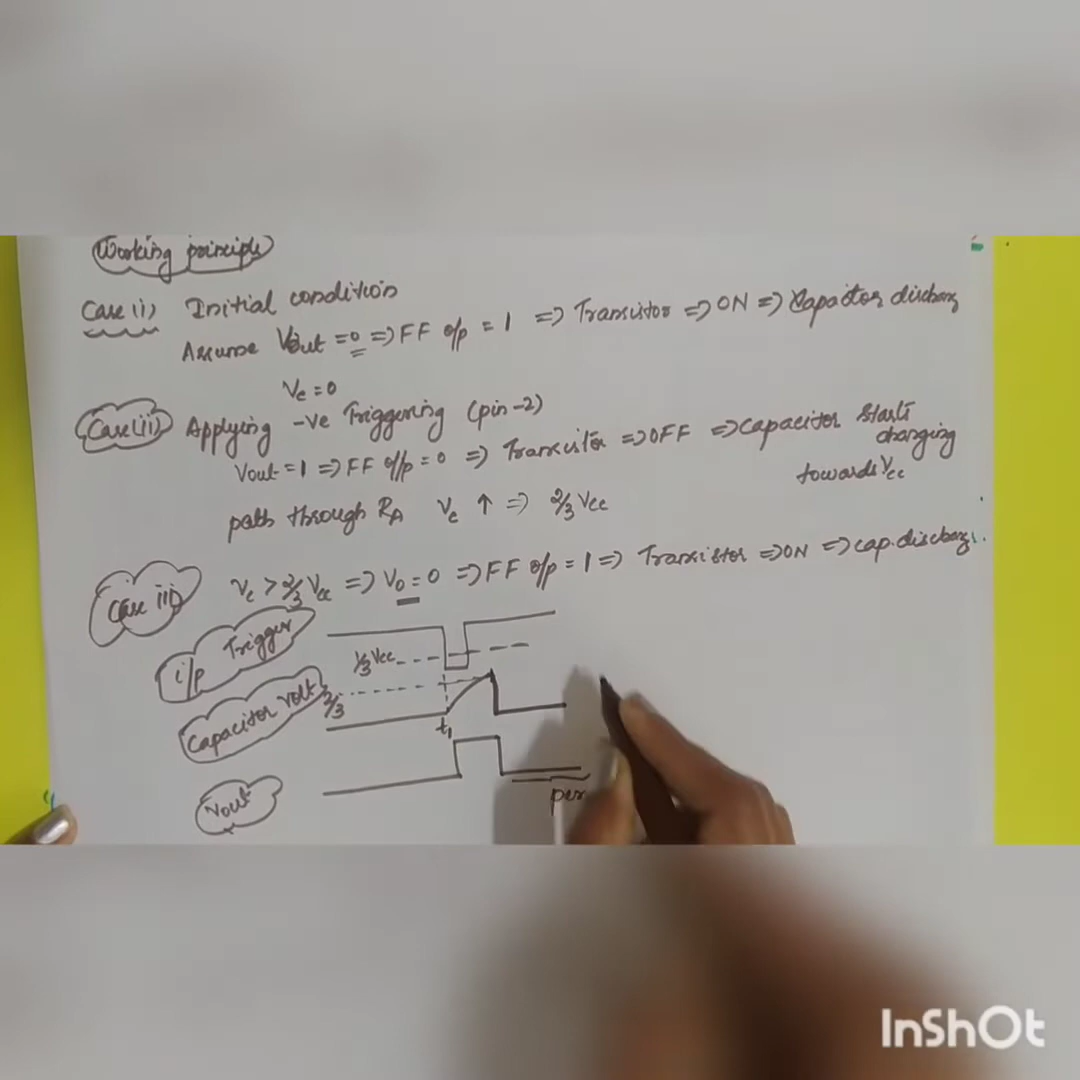 Working principle
Case (i) Initial condition
Assume Vout = 0 => FF o/p = 1 => Transistor => ON => Capacitor discharg
Vc = 0
Case (ii) Applying -ve Triggering (pin-2)
Vout = 1 => FF o/p = 0 => Transistor => OFF => Capacitor starts
charging
towards Vcc
path through RA Vc ↑ => 2/3 Vcc
Case iii) Vc > 2/3 Vcc => Vo = 0 => FF o/p = 1 => Transistor => ON => cap. discharg
i/p Trigger
1/3 Vcc
Capacitor volt
2/3
t1
Vout
per
InShOt